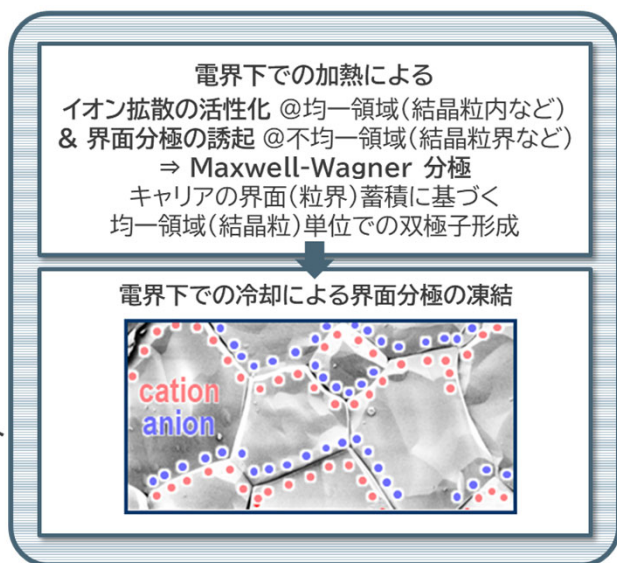 電界下での加熱による
イオン拡散の活性化 @均一領域(結晶粒内など)
& 界面分極の誘起 @不均一領域(結晶粒界など)
⇒ Maxwell-Wagner 分極
キャリアの界面(粒界)蓄積に基づく
均一領域(結晶粒)単位での双極子形成
電界下での冷却による界面分極の凍結
cation
anion